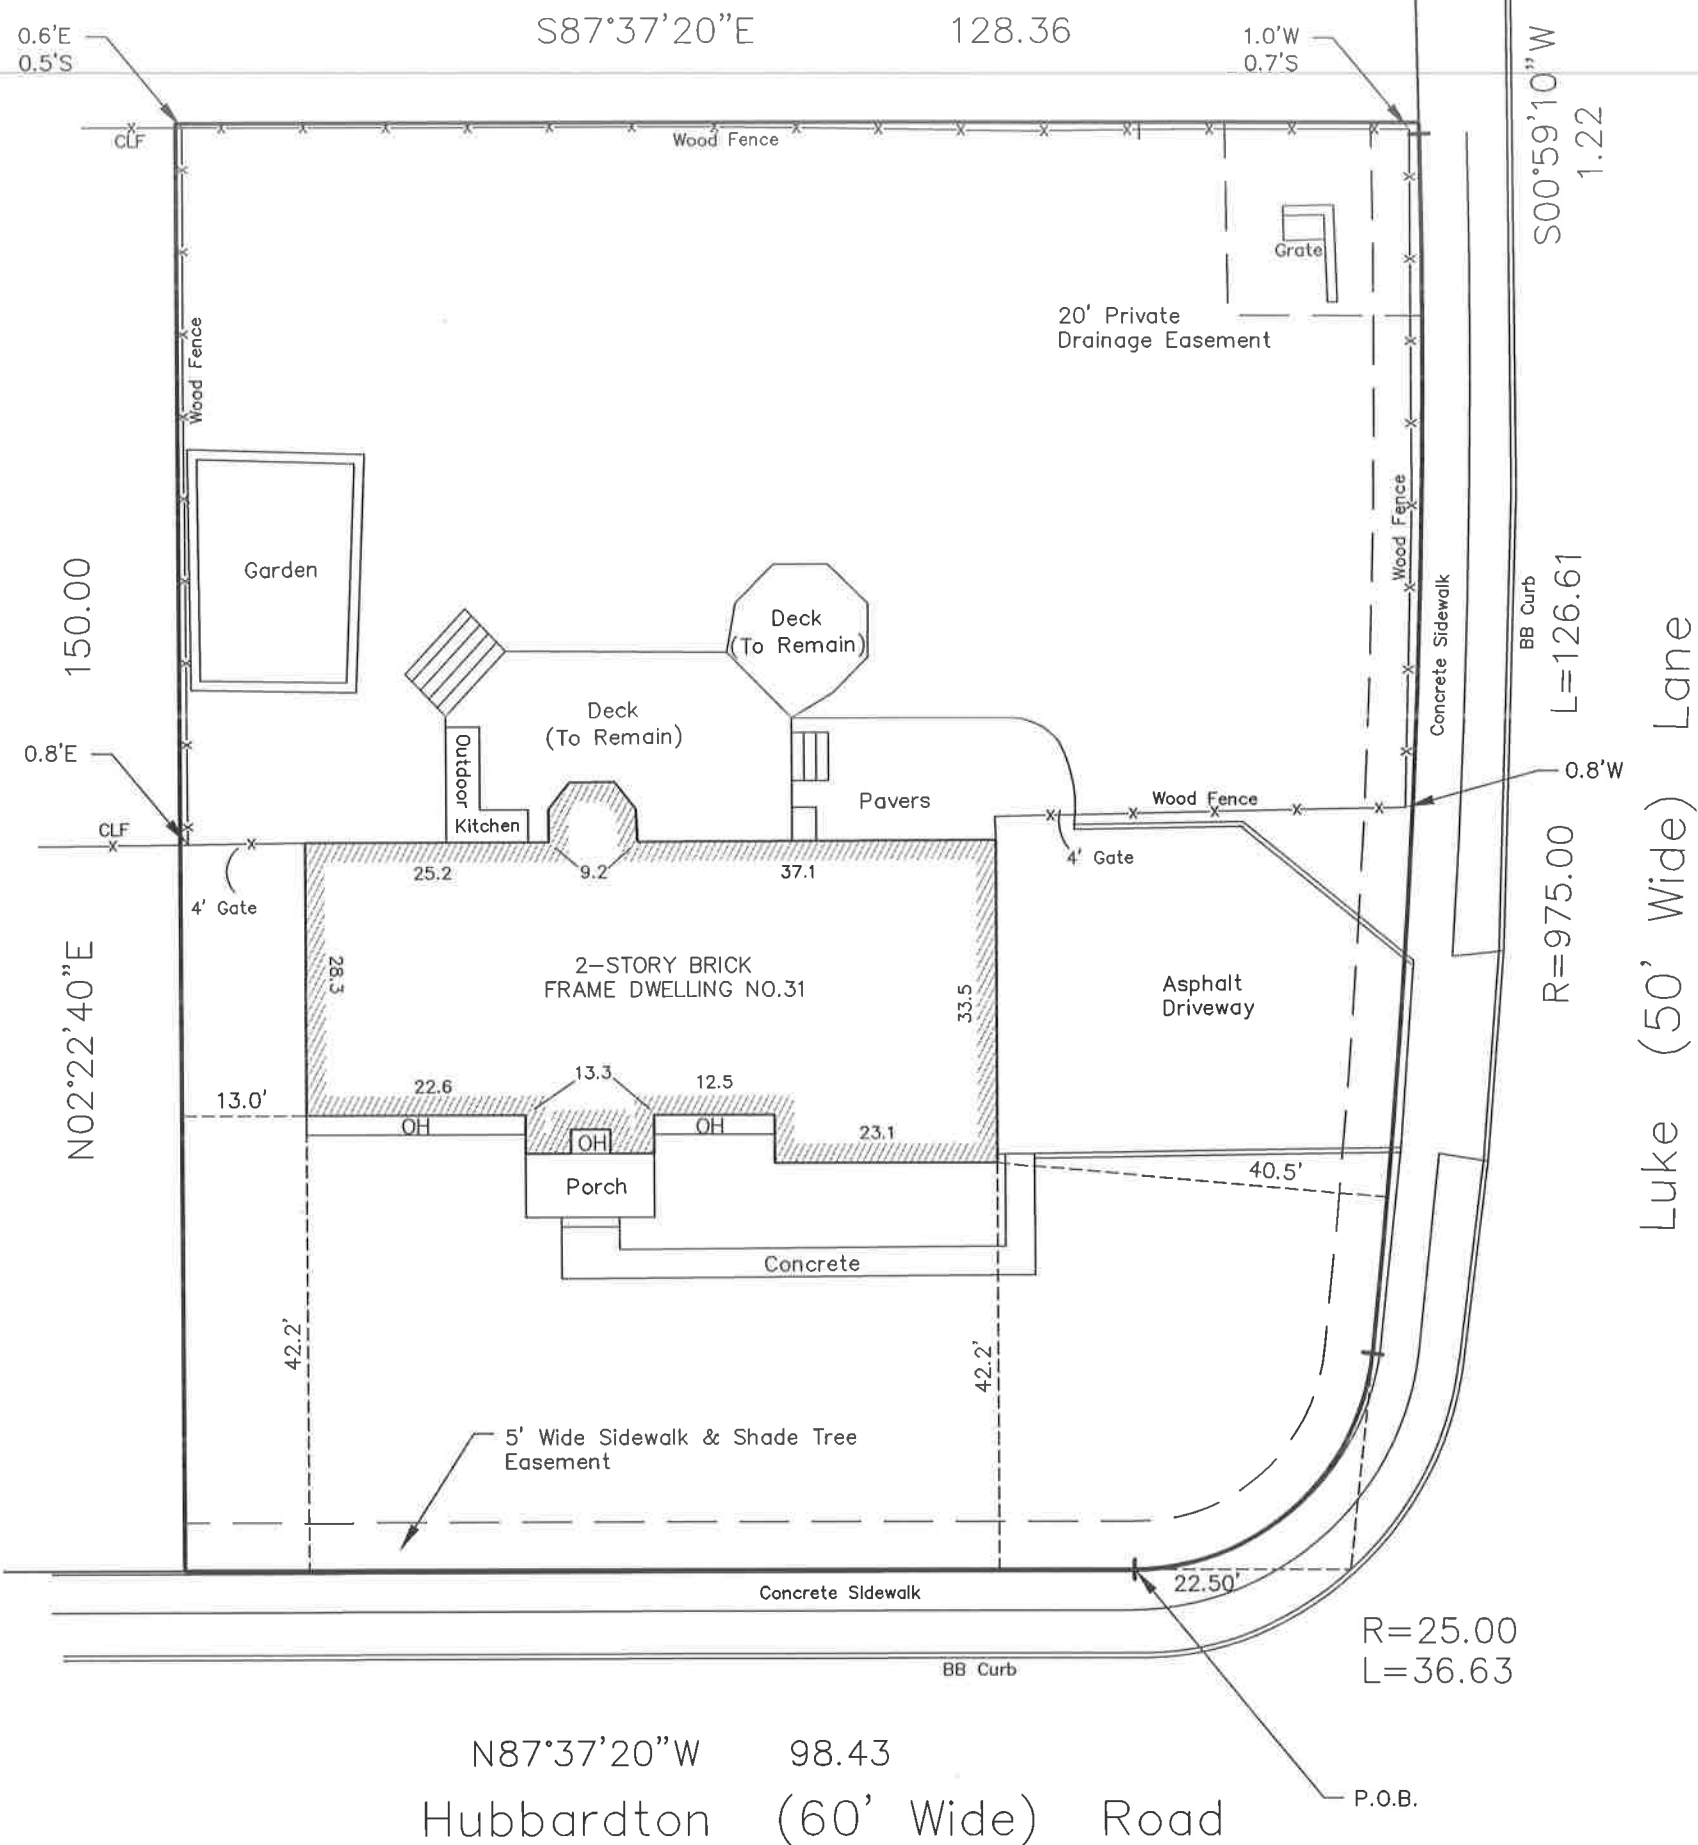 S87°37'20"E 128.36
0.6'E
0.5'S
1.0'W
0.7'S
S00°59'10"W
1.22
CLF
Wood Fence
Grate
20' Private
Drainage Easement
Wood Fence
Wood Fence
Garden
150.00
Deck
(To Remain)
Deck
(To Remain)
Concrete Sidewalk
BB Curb
L=126.61
R=975.00
Luke (50' Wide) Lane
Outdoor
Kitchen
Pavers
0.8'E
0.8'W
CLF
Wood Fence
4' Gate
4' Gate
25.2
9.2
37.1
N02°22'40"E
28.3
2-STORY BRICK
FRAME DWELLING NO.31
33.5
Asphalt
Driveway
13.0'
22.6
13.3
12.5
23.1
OH
OH
OH
Porch
40.5'
Concrete
42.2'
42.2'
5' Wide Sidewalk & Shade Tree
Easement
Concrete Sidewalk
22.50'
BB Curb
R=25.00
L=36.63
N87°37'20"W 98.43
P.O.B.
Hubbardton (60' Wide) Road